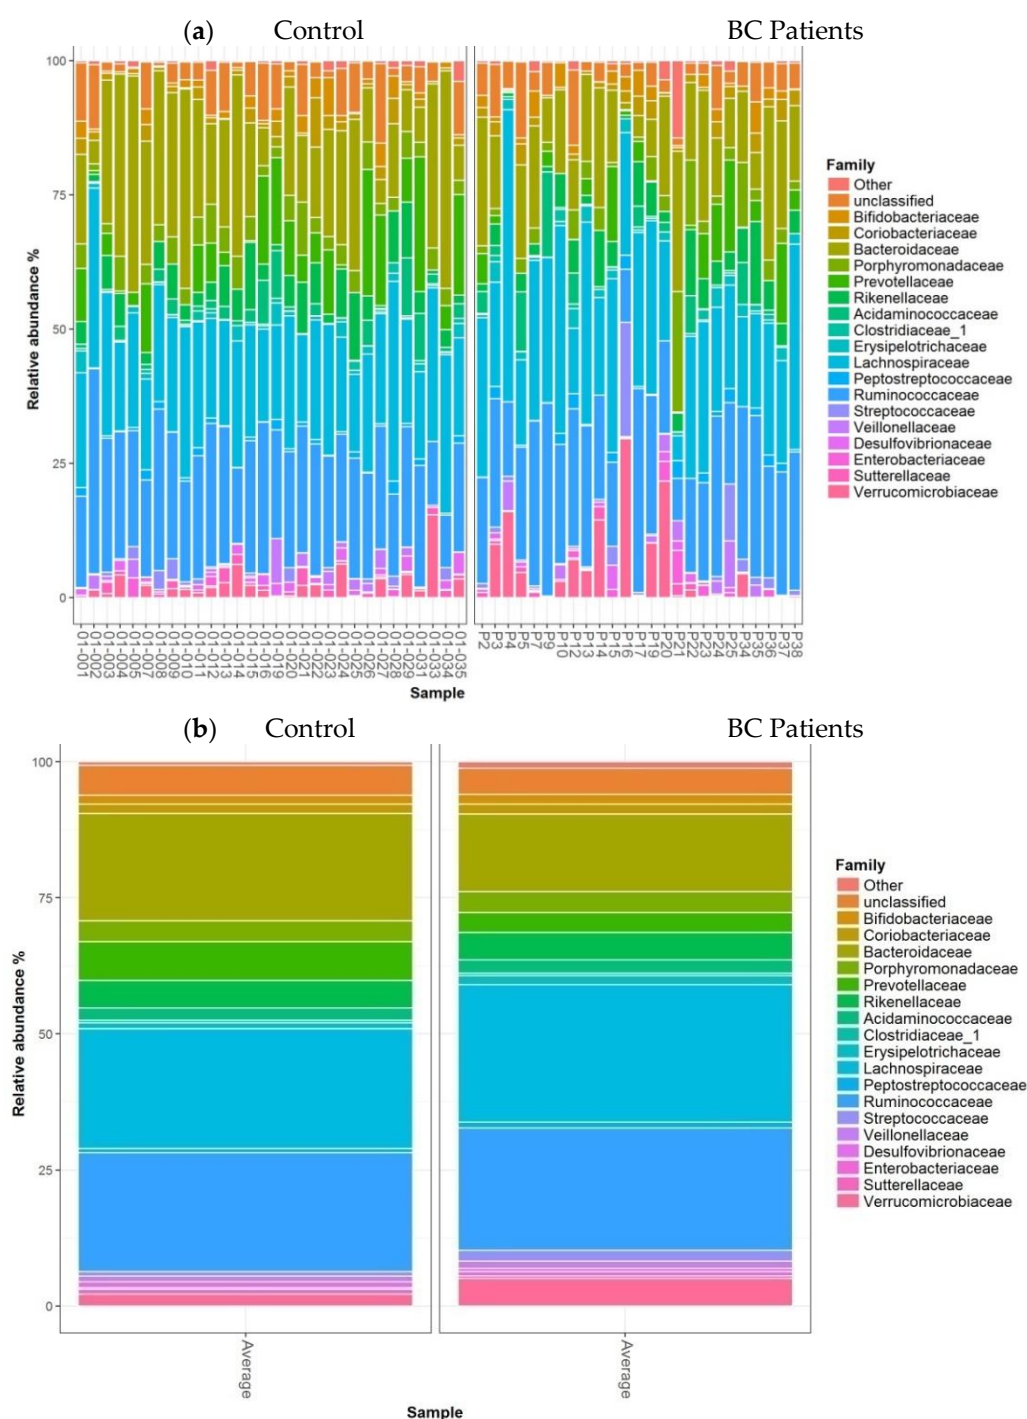 (a) Control BC Patients
100
75
50
25
0
Relative abundance %
01-001 01-002 01-003 01-004 01-005 01-007 01-008 01-009 01-010 01-011 01-012 01-013 01-014 01-015 01-016 01-019 01-020 01-021 01-022 01-023 01-024 01-025 01-026 01-027 01-028 01-029 01-031 01-033 01-034 01-035
P2 P3 P4 P5 P7 P9 P10 P12 P13 P14 P15 P16 P17 P19 P20 P21 P22 P23 P24 P25 P34 P35 P36 P37 P38
Sample
Family
Other
unclassified
Bifidobacteriaceae
Coriobacteriaceae
Bacteroidaceae
Porphyromonadaceae
Prevotellaceae
Rikenellaceae
Acidaminococcaceae
Clostridiaceae_1
Erysipelotrichaceae
Lachnospiraceae
Peptostreptococcaceae
Ruminococcaceae
Streptococcaceae
Veillonellaceae
Desulfovibrionaceae
Enterobacteriaceae
Sutterellaceae
Verrucomicrobiaceae
(b) Control BC Patients
100
75
50
25
0
Relative abundance %
Average Average
Sample
Family
Other
unclassified
Bifidobacteriaceae
Coriobacteriaceae
Bacteroidaceae
Porphyromonadaceae
Prevotellaceae
Rikenellaceae
Acidaminococcaceae
Clostridiaceae_1
Erysipelotrichaceae
Lachnospiraceae
Peptostreptococcaceae
Ruminococcaceae
Streptococcaceae
Veillonellaceae
Desulfovibrionaceae
Enterobacteriaceae
Sutterellaceae
Verrucomicrobiaceae